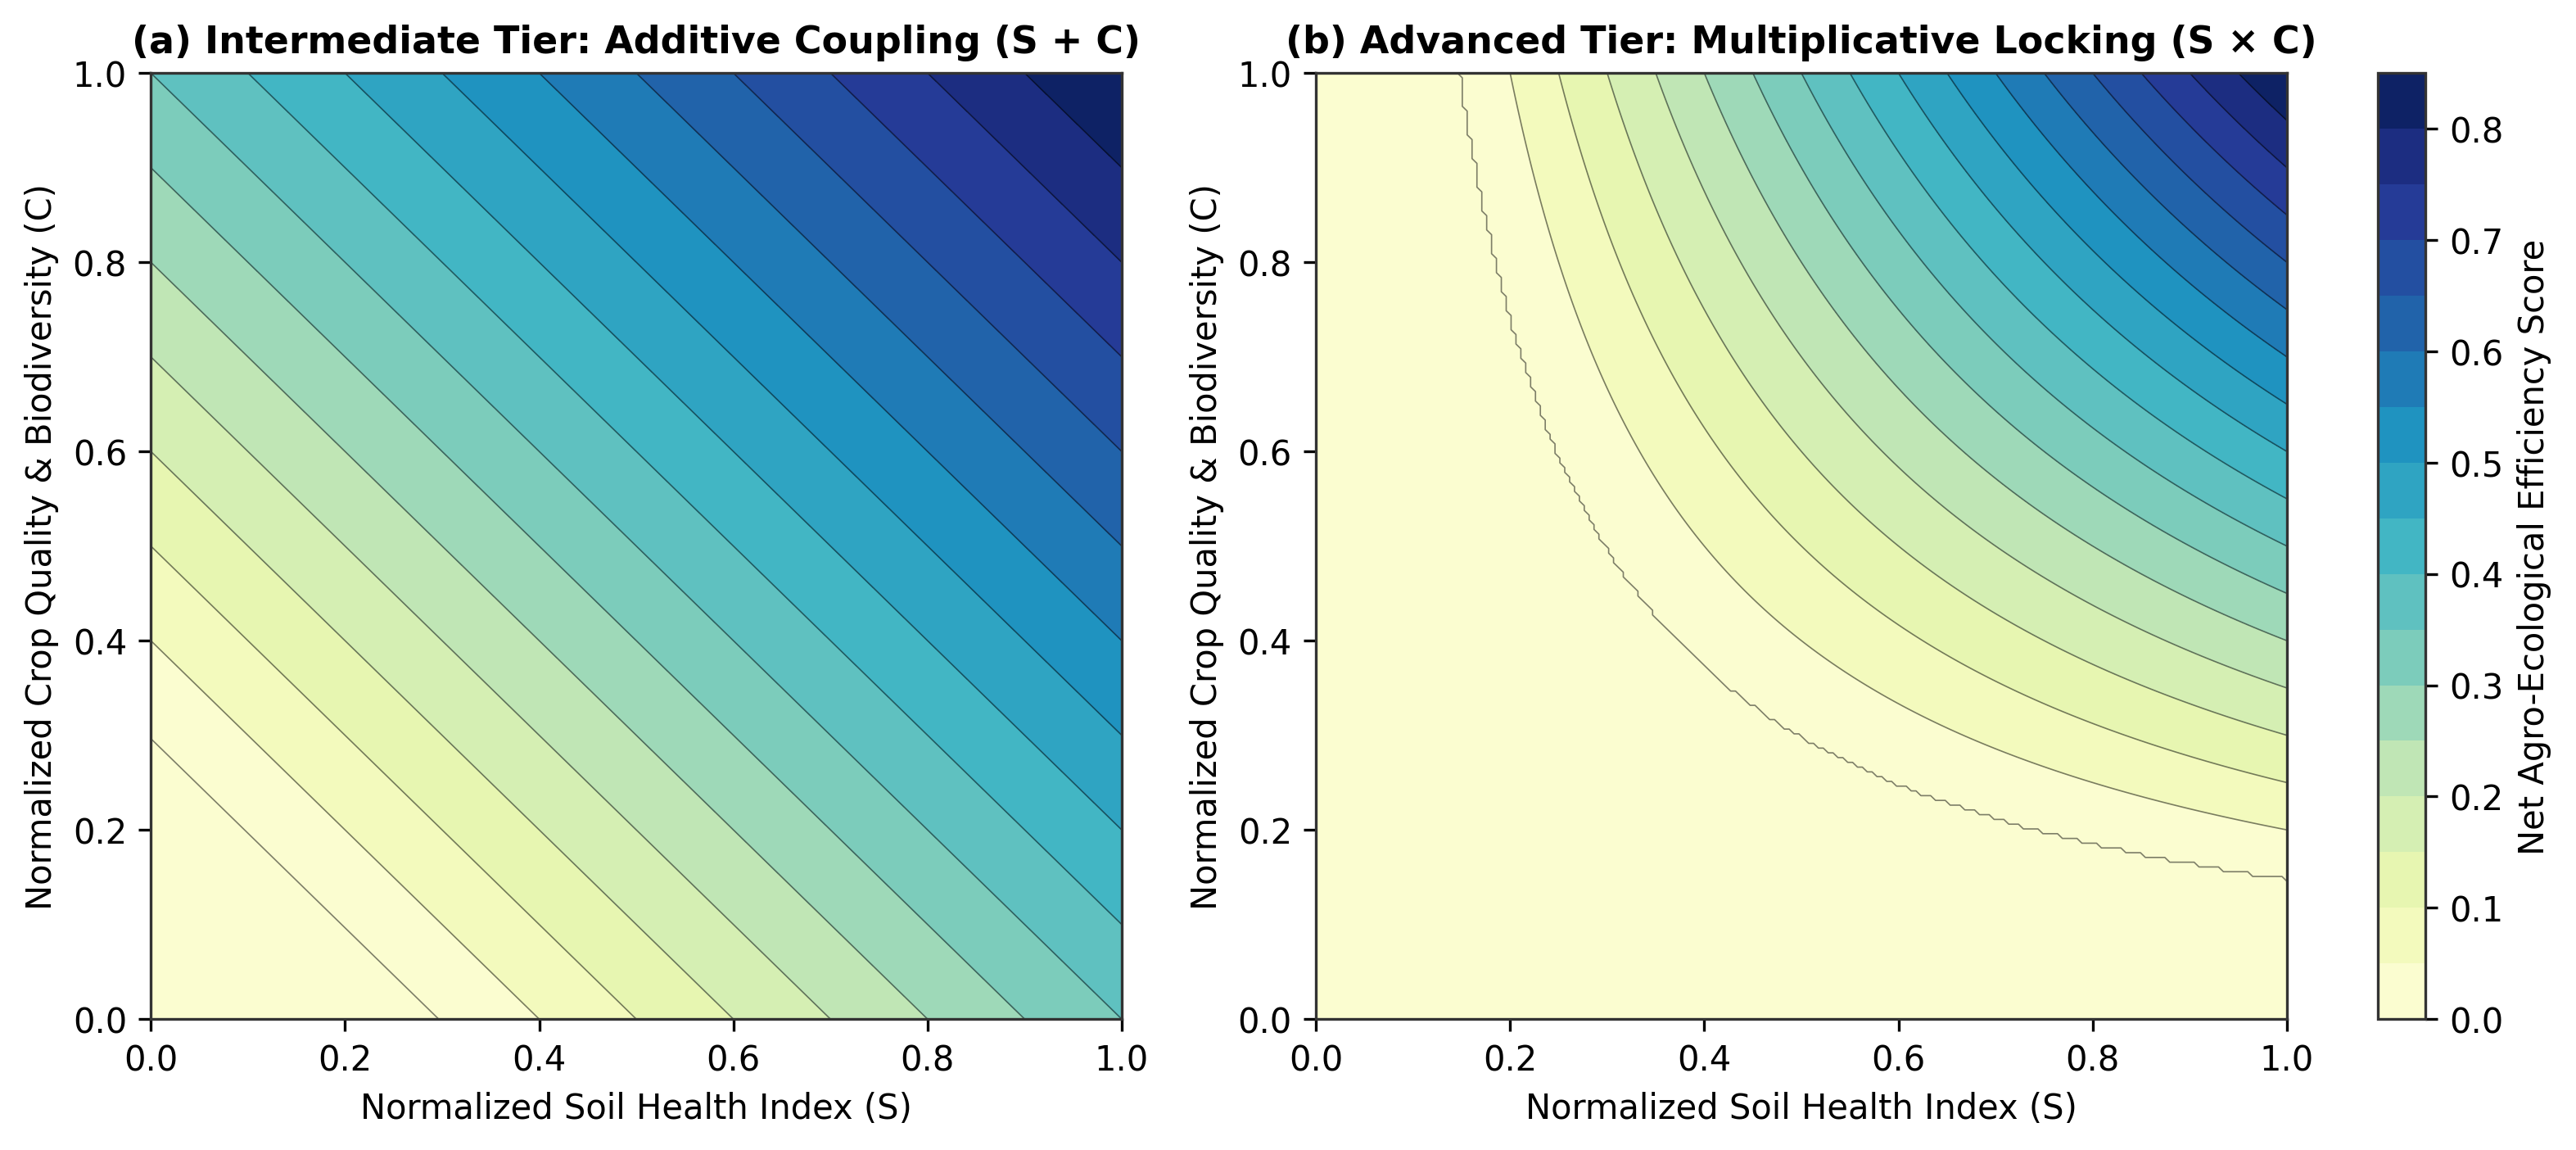 (a) Intermediate Tier: Additive Coupling (S + C)
Normalized Crop Quality & Biodiversity (C)
1.0
0.8
0.6
0.4
0.2
0.0
0.0 0.2 0.4 0.6 0.8 1.0
Normalized Soil Health Index (S)
(b) Advanced Tier: Multiplicative Locking (S × C)
Normalized Crop Quality & Biodiversity (C)
1.0
0.8
0.6
0.4
0.2
0.0
0.0 0.2 0.4 0.6 0.8 1.0
Normalized Soil Health Index (S)
0.8
0.7
0.6
0.5
0.4
0.3
0.2
0.1
0.0
Net Agro-Ecological Efficiency Score